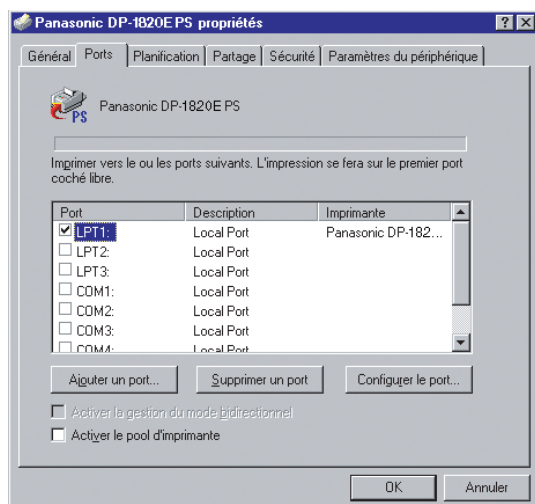 Panasonic DP-1820E PS propriétés
Général Ports Planification Partage Sécurité Paramètres du périphérique
PS
Panasonic DP-1820E PS
Imprimer vers le ou les ports suivants. L'impression se fera sur le premier port
coché libre.
Port Description Imprimante
LPT1: Local Port Panasonic DP-182...
LPT2: Local Port
LPT3: Local Port
COM1: Local Port
COM2: Local Port
COM3: Local Port
COM4: Local Port
Ajouter un port... Supprimer un port Configurer le port...
Activer la gestion du mode bidirectionnel
Activer le pool d'imprimante
OK Annuler